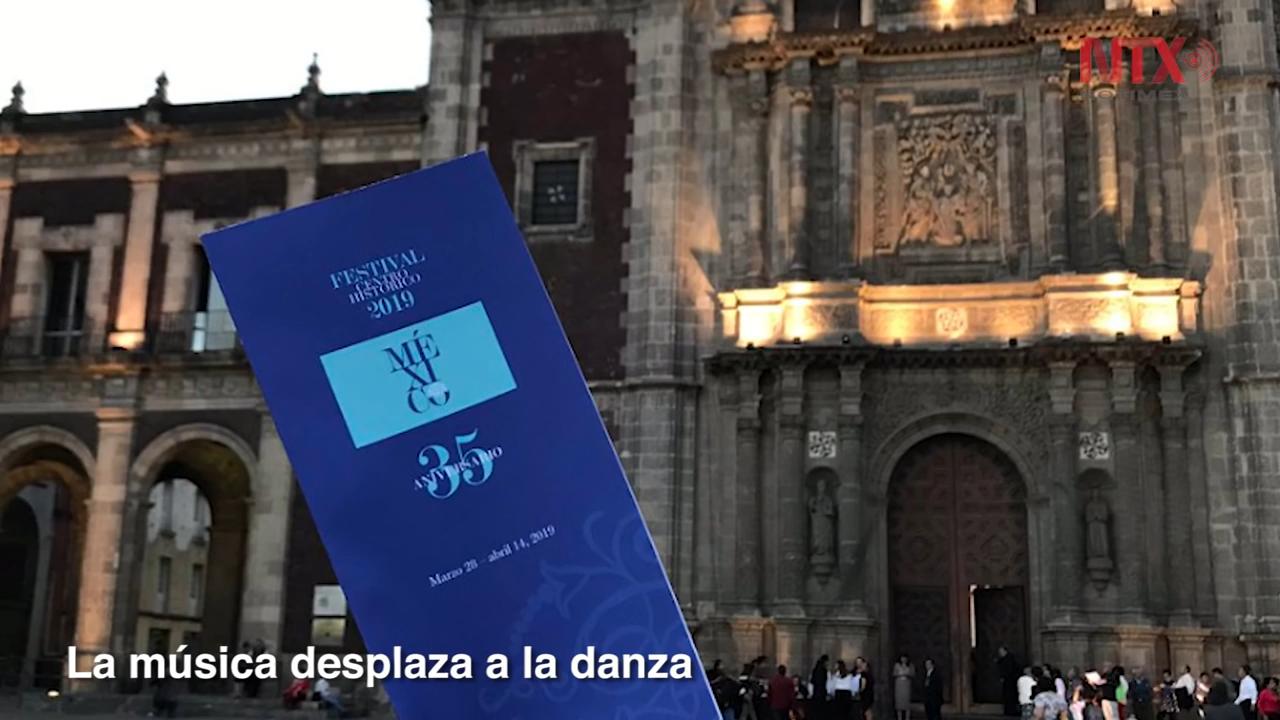 NTX
FESTIVAL
CENTRO
HISTÓRICO
2019
MÉ
XI
CO
35
ANIVERSARIO
Marzo 28 - abril 14, 2019
La música desplaza a la danza